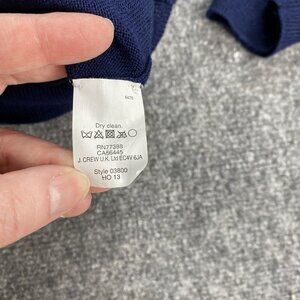 Dry clean.
RN77388
CA56445
J. CREW U.K. Ltd EC4V 6JA
Style 03800
HO 13